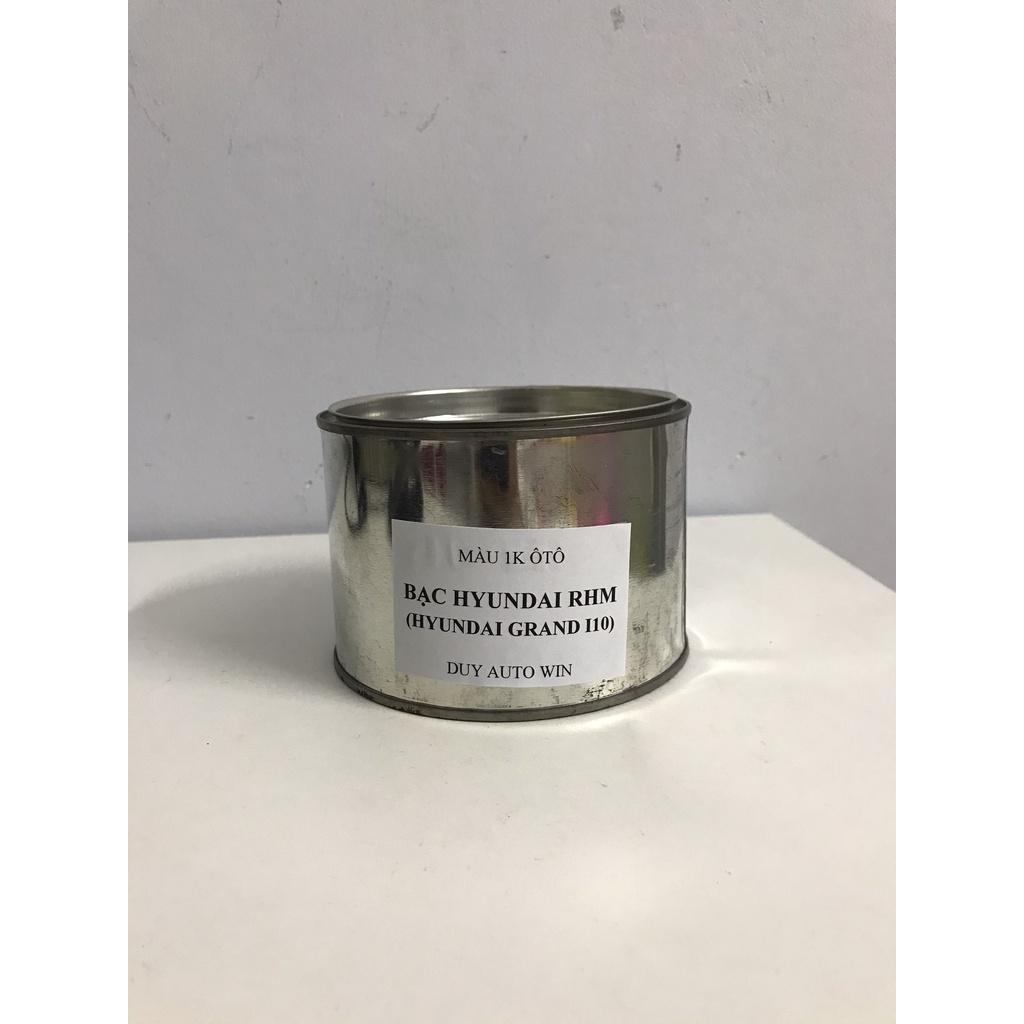 MÀU 1K ÔTÔ
BẠC HYUNDAI RHM
(HYUNDAI GRAND I10)
DUY AUTO WIN